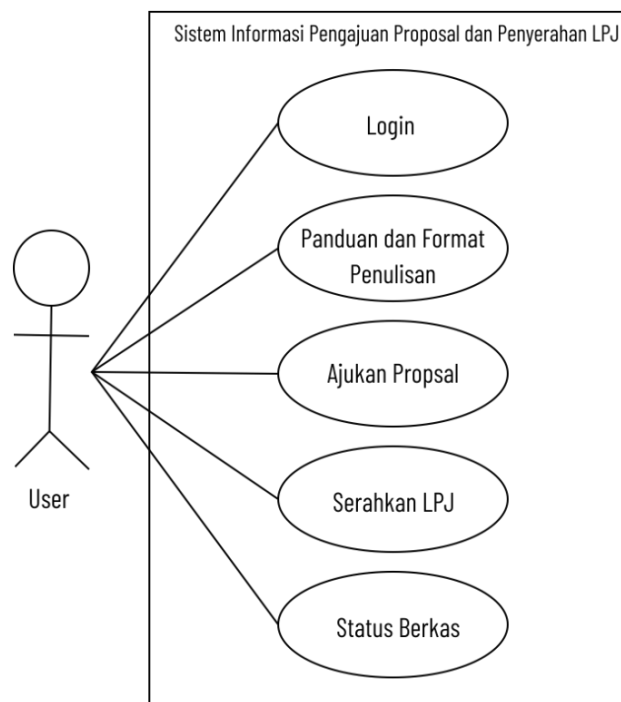 Sistem Informasi Pengajuan Proposal dan Penyerahan LPJ
Login
Panduan dan Format
Penulisan
Ajukan Propsal
Serahkan LPJ
User
Status Berkas